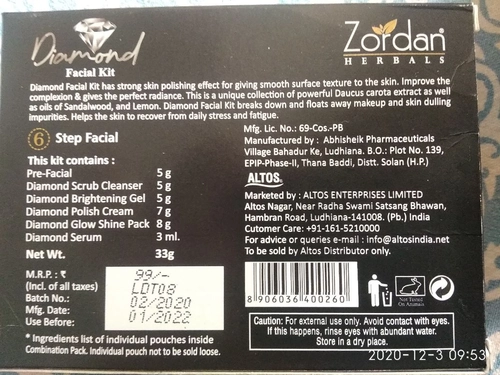 Diamond
Facial Kit
Zordan
HERBALS
Diamond Facial Kit has strong skin polishing effect for giving smooth surface texture to the skin. Improve the
complexion & gives the perfect radiance. This is a unique collection of powerful Daucus carota extract as well
as oils of Sandalwood, and Lemon. Diamond Facial Kit breaks down and floats away makeup and skin dulling
impurities. Helps the skin to recover from daily stress and fatigue.
6 Step Facial
This kit contains :
Pre-Facial 5 g
Diamond Scrub Cleanser 5 g
Diamond Brightening Gel 5 g
Diamond Polish Cream 7 g
Diamond Glow Shine Pack 8 g
Diamond Serum 3 ml.
Net Wt. 33g
M.R.P. : ₹ 99/-
(Incl. of all taxes)
Batch No.: LDT08
Mfg. Date: 02/2020
Use Before: 01/2022
* Ingredients list of individual pouches inside
Combination Pack. Individual pouch not to be sold loose.
Mfg. Lic. No.: 69-Cos.-PB
Manufactured by : Abhisheik Pharmaceuticals
Village Bahadur Ke, Ludhiana. B.O.: Plot No. 139,
EPIP-Phase-II, Thana Baddi, Distt. Solan (H.P.)
ALTOS
Marketed by : ALTOS ENTERPRISES LIMITED
Altos Nagar, Near Radha Swami Satsang Bhawan,
Hambran Road, Ludhiana-141008. (Pb.) India
Cutomer Care: +91-161-5210000
For advice or queries e-mail : info@altosindia.net
To be sold by Altos Distributor only.
8 906036 400260
Not Tested
On Animals
Caution: For external use only. Avoid contact with eyes.
If this happens, rinse eyes with abundant water.
Store in a dry place.
2020-12-3 09:53